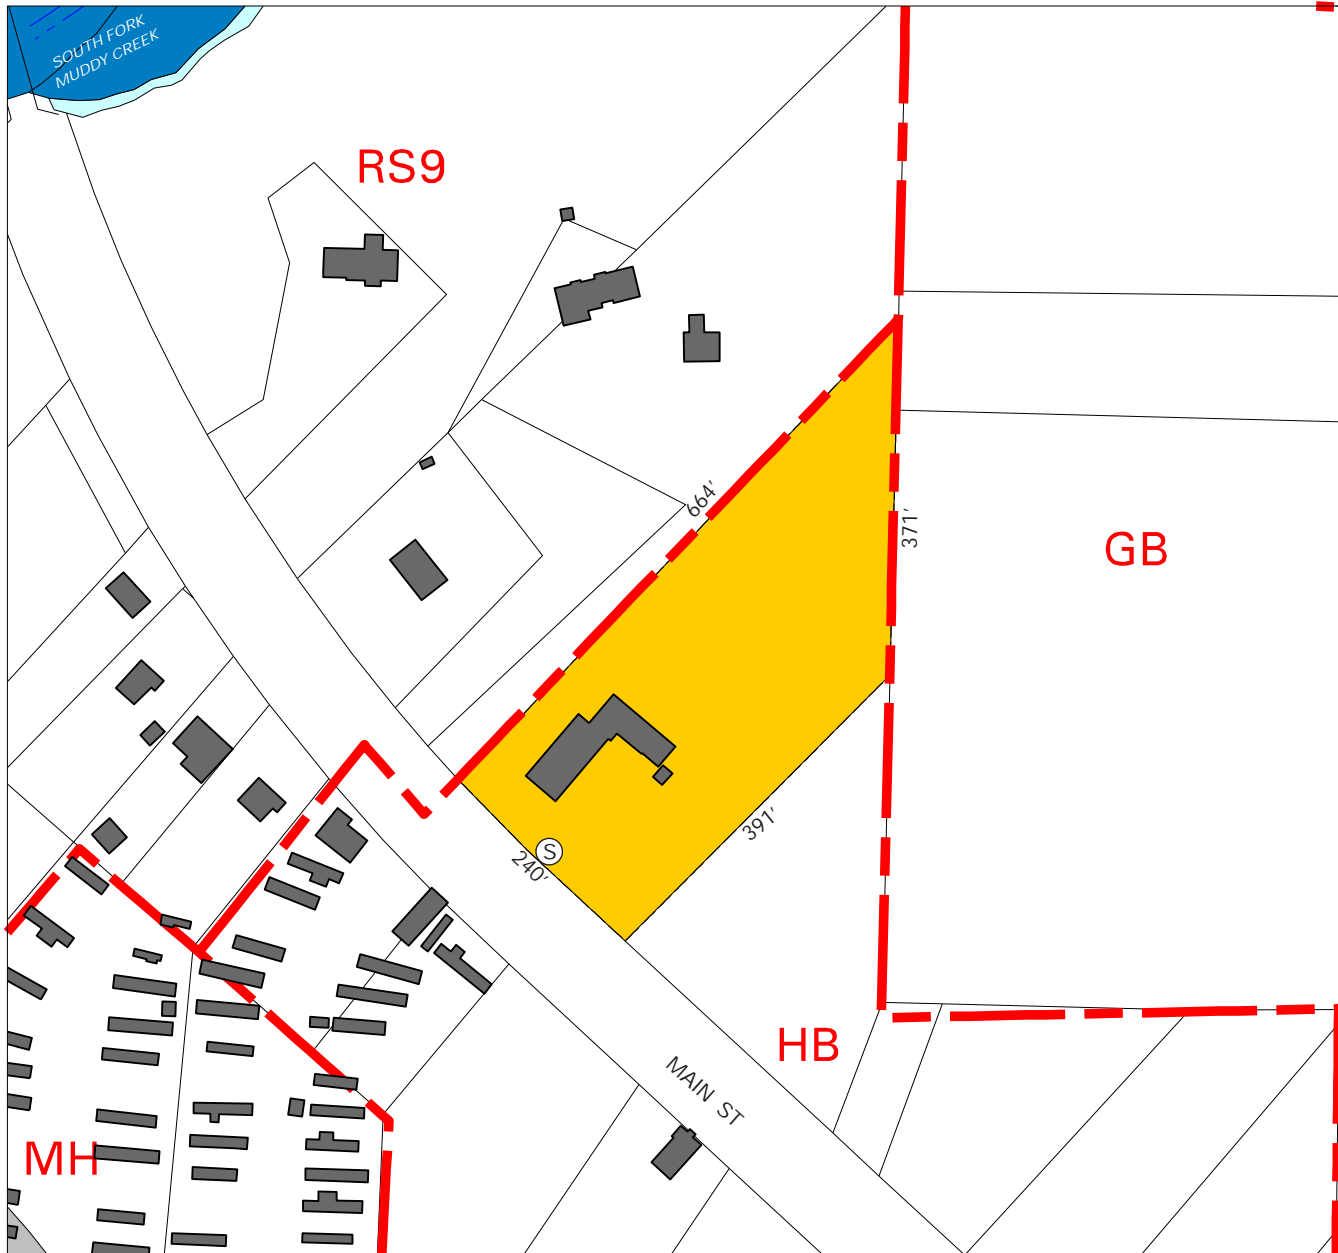 SOUTH FORK
MUDDY CREEK
RS9
664'
371'
GB
391'
S
240'
HB
MAIN ST
MH